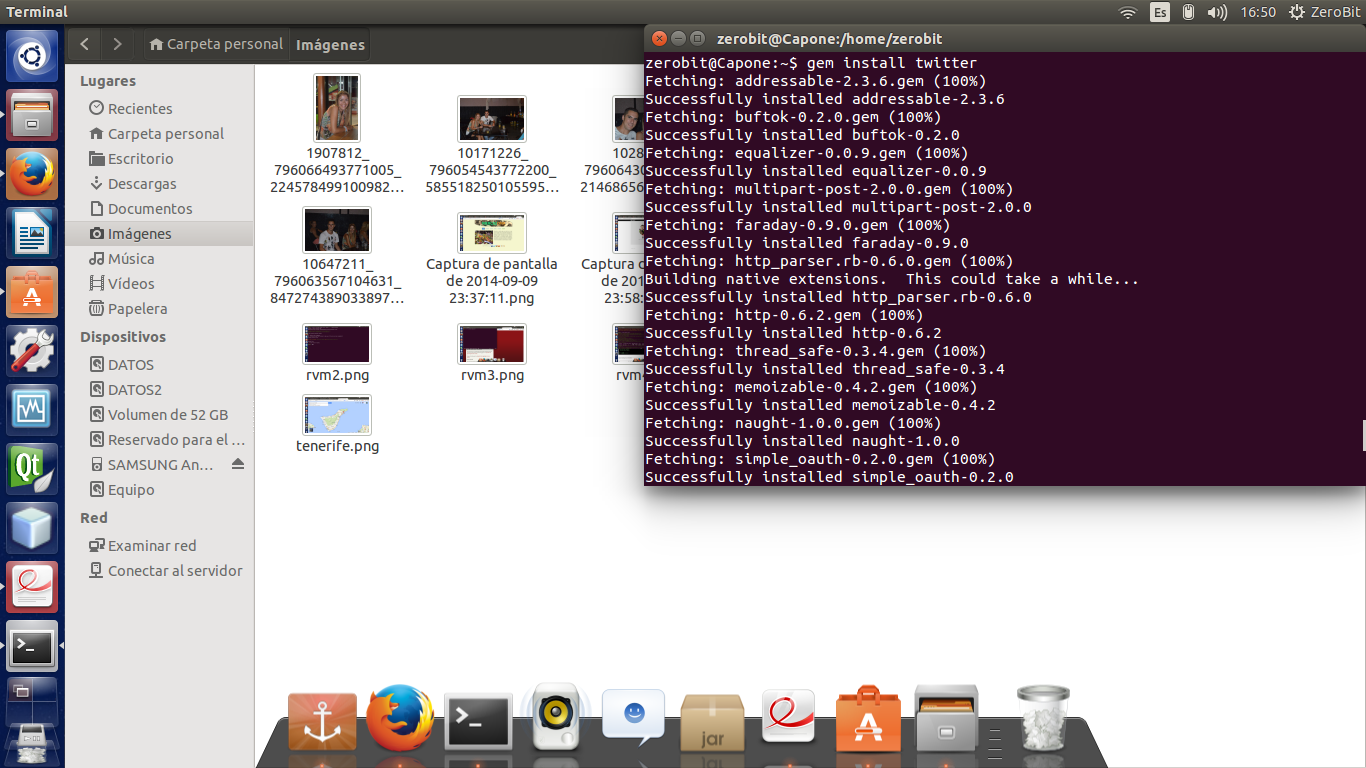 Terminal
Es
16:50
ZeroBit
Carpeta personal
Imágenes
Lugares
Recientes
Carpeta personal
Escritorio
Descargas
Documentos
Imágenes
Música
Vídeos
Papelera
Dispositivos
DATOS
DATOS2
Volumen de 52 GB
Reservado para el ...
SAMSUNG An...
Equipo
Red
Examinar red
Conectar al servidor
1907812_
796066493771005_
224578499100982...
10171226_
796054543772200_
585518250105595...
1028
79606430
21468656
10647211_
796063567104631_
847274389033897...
Captura de pantalla
de 2014-09-09
23:37:11.png
Captura
de 2
23:58:
rvm2.png
rvm3.png
rvm
tenerife.png
zerobit@Capone:/home/zerobit
zerobit@Capone:~$ gem install twitter
Fetching: addressable-2.3.6.gem (100%)
Successfully installed addressable-2.3.6
Fetching: buftok-0.2.0.gem (100%)
Successfully installed buftok-0.2.0
Fetching: equalizer-0.0.9.gem (100%)
Successfully installed equalizer-0.0.9
Fetching: multipart-post-2.0.0.gem (100%)
Successfully installed multipart-post-2.0.0
Fetching: faraday-0.9.0.gem (100%)
Successfully installed faraday-0.9.0
Fetching: http_parser.rb-0.6.0.gem (100%)
Building native extensions.  This could take a while...
Successfully installed http_parser.rb-0.6.0
Fetching: http-0.6.2.gem (100%)
Successfully installed http-0.6.2
Fetching: thread_safe-0.3.4.gem (100%)
Successfully installed thread_safe-0.3.4
Fetching: memoizable-0.4.2.gem (100%)
Successfully installed memoizable-0.4.2
Fetching: naught-1.0.0.gem (100%)
Successfully installed naught-1.0.0
Fetching: simple_oauth-0.2.0.gem (100%)
Successfully installed simple_oauth-0.2.0
Qt
jar